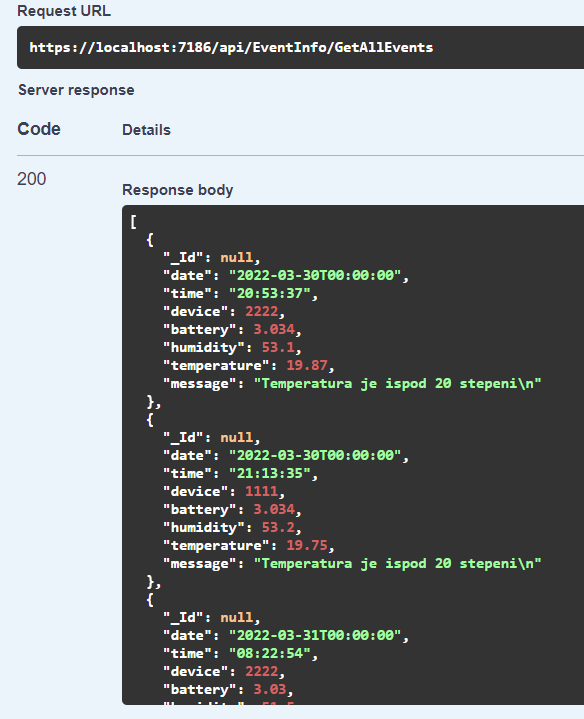 Request URL
https://localhost:7186/api/EventInfo/GetAllEvents
Server response
Code Details
200
Response body
[
{
"_Id": null,
"date": "2022-03-30T00:00:00",
"time": "20:53:37",
"device": 2222,
"battery": 3.034,
"humidity": 53.1,
"temperature": 19.87,
"message": "Temperatura je ispod 20 stepeni\n"
},
{
"_Id": null,
"date": "2022-03-30T00:00:00",
"time": "21:13:35",
"device": 1111,
"battery": 3.034,
"humidity": 53.2,
"temperature": 19.75,
"message": "Temperatura je ispod 20 stepeni\n"
},
{
"_Id": null,
"date": "2022-03-31T00:00:00",
"time": "08:22:54",
"device": 2222,
"battery": 3.03,